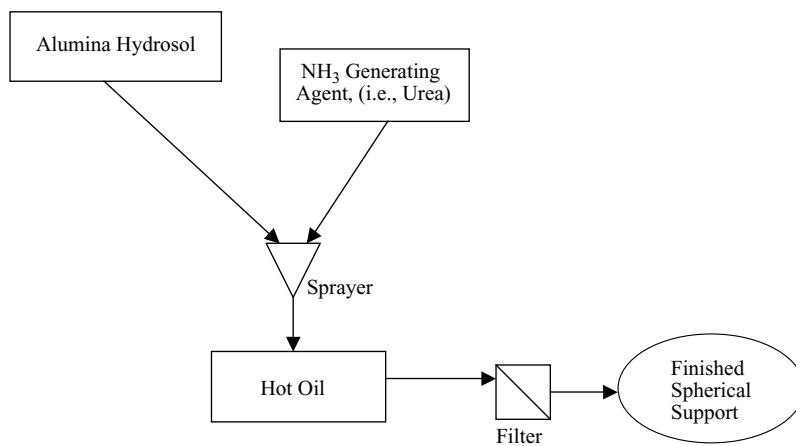 Alumina Hydrosol
NH₃ Generating
Agent, (i.e., Urea)
Sprayer
Hot Oil
Filter
Finished
Spherical
Support